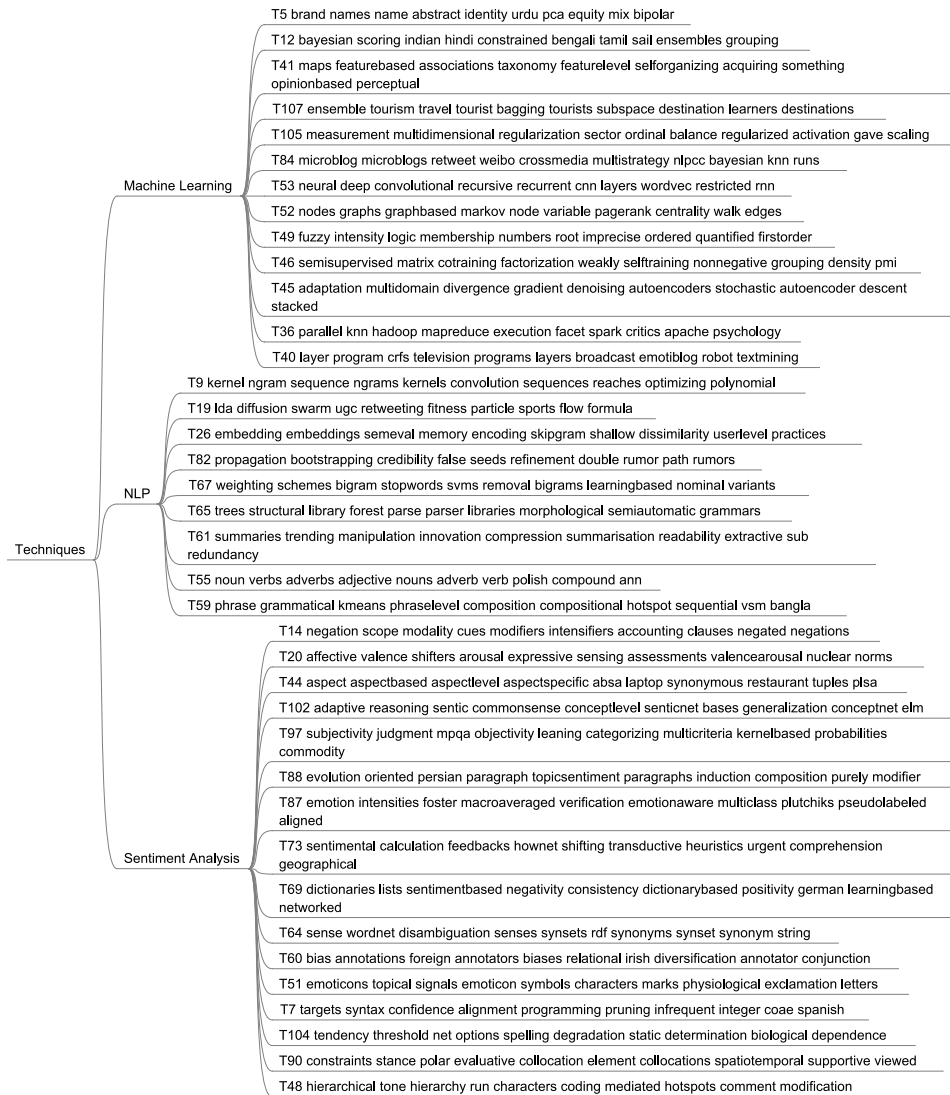 T5 brand names name abstract identity urdu pca equity mix bipolar
T12 bayesian scoring indian hindi constrained bengali tamil sail ensembles grouping
T41 maps featurebased associations taxonomy featurelevel selforganizing acquiring something
opinionbased perceptual
T107 ensemble tourism travel tourist bagging tourists subspace destination learners destinations
T105 measurement multidimensional regularization sector ordinal balance regularized activation gave scaling
T84 microblog microblogs retweet weibo crossmedia multistrategy nlpcc bayesian knn runs
Machine Learning
T53 neural deep convolutional recursive recurrent cnn layers wordvec restricted rnn
T52 nodes graphs graphbased markov node variable pagerank centrality walk edges
T49 fuzzy intensity logic membership numbers root imprecise ordered quantified firstorder
T46 semisupervised matrix cotraining factorization weakly selftraining nonnegative grouping density pmi
T45 adaptation multidomain divergence gradient denoising autoencoders stochastic autoencoder descent
stacked
T36 parallel knn hadoop mapreduce execution facet spark critics apache psychology
T40 layer program crfs television programs layers broadcast emotiblog robot textmining
T9 kernel ngram sequence ngrams kernels convolution sequences reaches optimizing polynomial
T19 lda diffusion swarm ugc retweeting fitness particle sports flow formula
T26 embedding embeddings semeval memory encoding skipgram shallow dissimilarity userlevel practices
T82 propagation bootstrapping credibility false seeds refinement double rumor path rumors
NLP
T67 weighting schemes bigram stopwords svms removal bigrams learningbased nominal variants
T65 trees structural library forest parse parser libraries morphological semiautomatic grammars
T61 summaries trending manipulation innovation compression summarisation readability extractive sub
redundancy
Techniques
T55 noun verbs adverbs adjective nouns adverb verb polish compound ann
T59 phrase grammatical kmeans phraselevel composition compositional hotspot sequential vsm bangla
T14 negation scope modality cues modifiers intensifiers accounting clauses negated negations
T20 affective valence shifters arousal expressive sensing assessments valencearousal nuclear norms
T44 aspect aspectbased aspectlevel aspectspecific absa laptop synonymous restaurant tuples plsa
T102 adaptive reasoning sentic commonsense conceptlevel senticnet bases generalization conceptnet elm
T97 subjectivity judgment mpqa objectivity leaning categorizing multicriteria kernelbased probabilities
commodity
T88 evolution oriented persian paragraph topicsentiment paragraphs induction composition purely modifier
T87 emotion intensities foster macroaveraged verification emotionaware multiclass plutchiks pseudolabeled
aligned
Sentiment Analysis
T73 sentimental calculation feedbacks hownet shifting transductive heuristics urgent comprehension
geographical
T69 dictionaries lists sentimentbased negativity consistency dictionarybased positivity german learningbased
networked
T64 sense wordnet disambiguation senses synsets rdf synonyms synset synonym string
T60 bias annotations foreign annotators biases relational irish diversification annotator conjunction
T51 emoticons topical signals emoticon symbols characters marks physiological exclamation letters
T7 targets syntax confidence alignment programming pruning infrequent integer coae spanish
T104 tendency threshold net options spelling degradation static determination biological dependence
T90 constraints stance polar evaluative collocation element collocations spatiotemporal supportive viewed
T48 hierarchical tone hierarchy run characters coding mediated hotspots comment modification